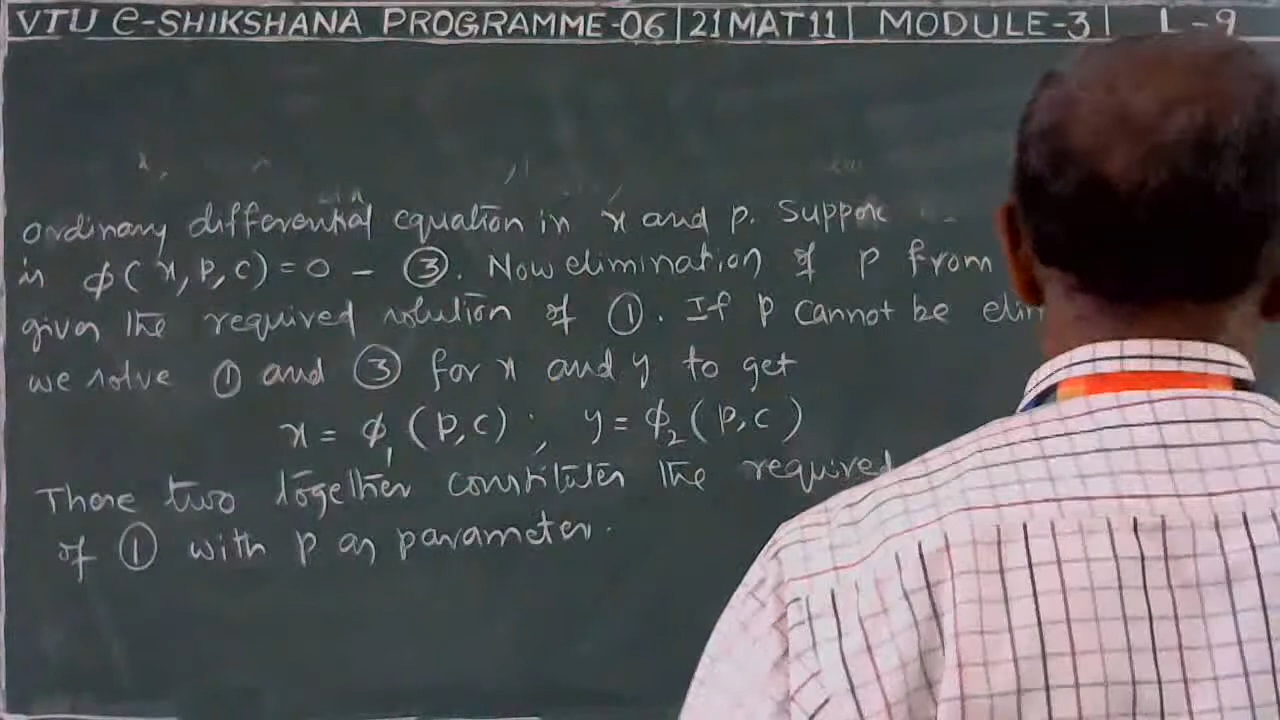 VTU e-SHIKSHANA PROGRAMME-06 | 21MAT11 | MODULE-3 | L-9
ordinary differential equation in x and p. Suppose
in ϕ(x, p, c) = 0 - ③. Now elimination of p from
gives the required solution of ①. If p cannot be elim
we solve ① and ③ for x and y to get
x = ϕ₁(p, c) ; y = ϕ₂(p, c)
These two together constitutes the required
of ① with p as parameter.